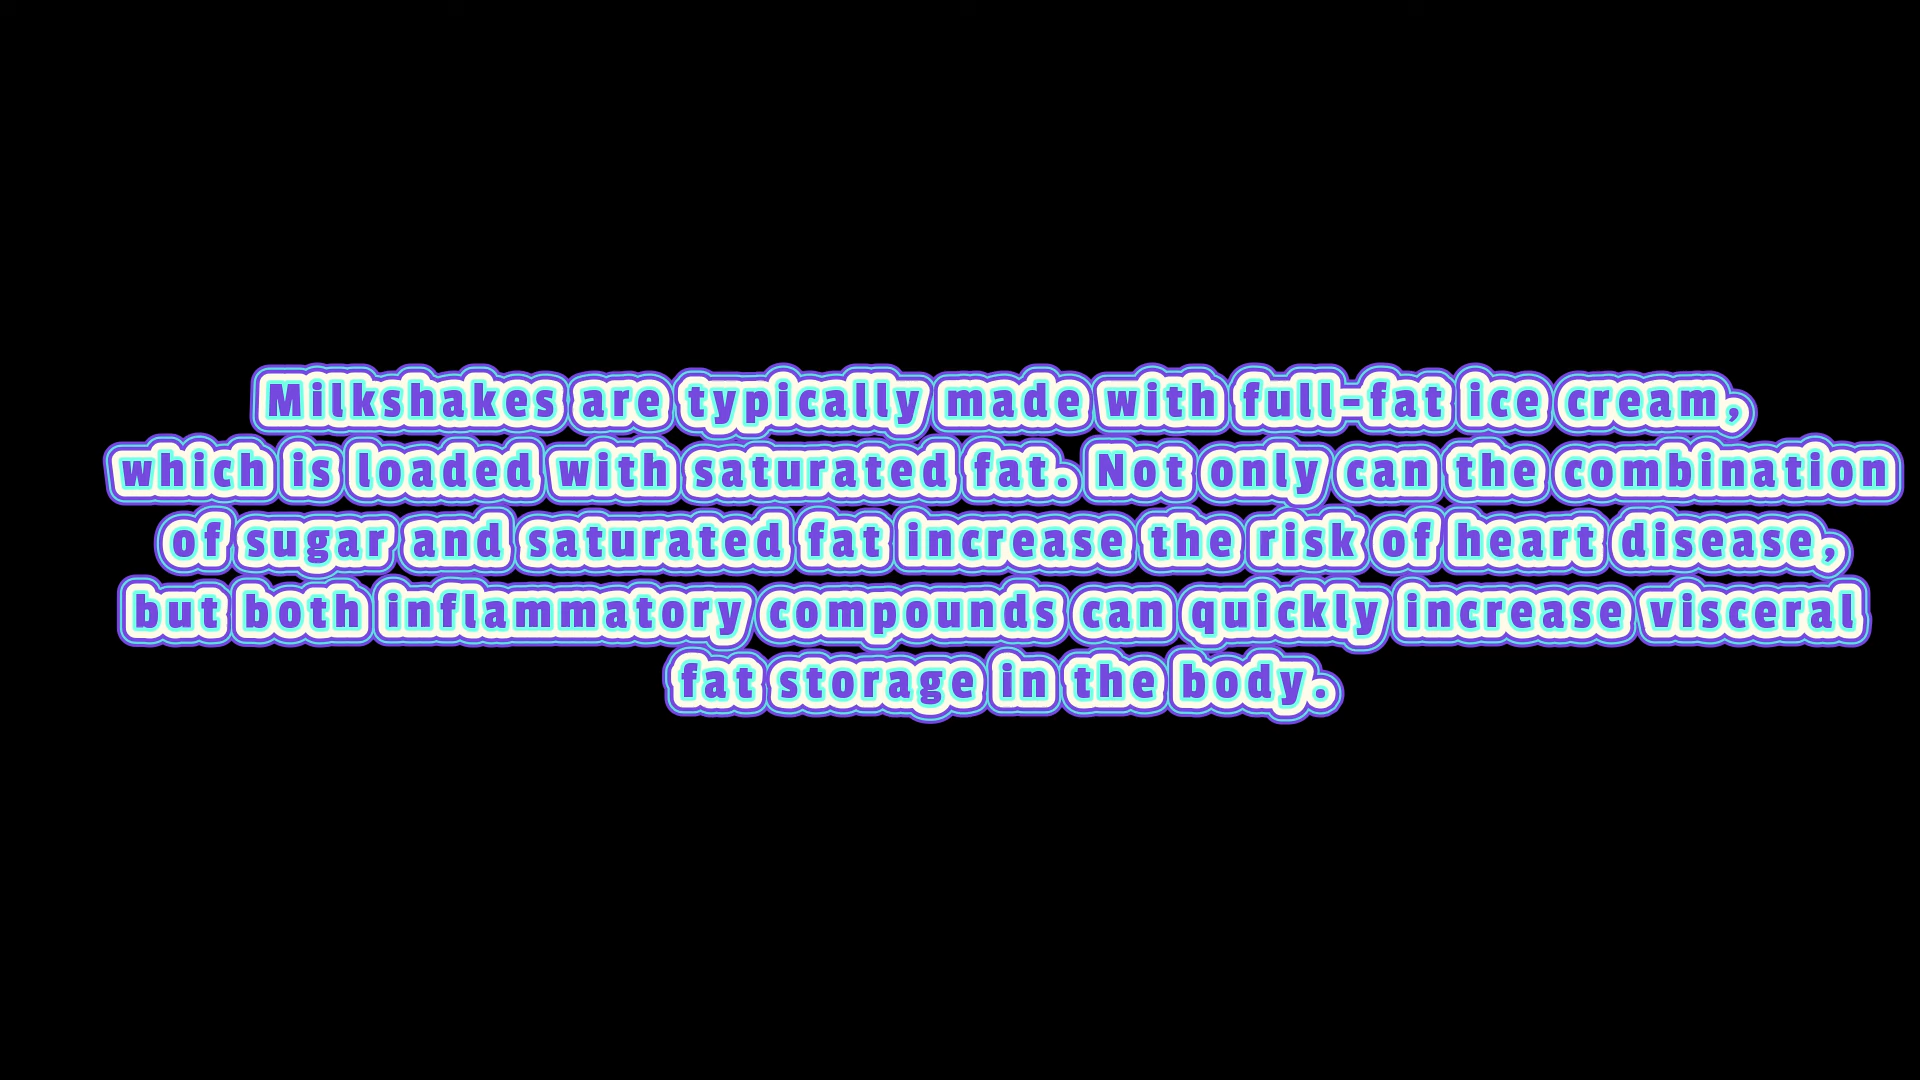 Milkshakes are typically made with full-fat ice cream,
which is loaded with saturated fat. Not only can the combination
of sugar and saturated fat increase the risk of heart disease,
but both inflammatory compounds can quickly increase visceral
fat storage in the body.